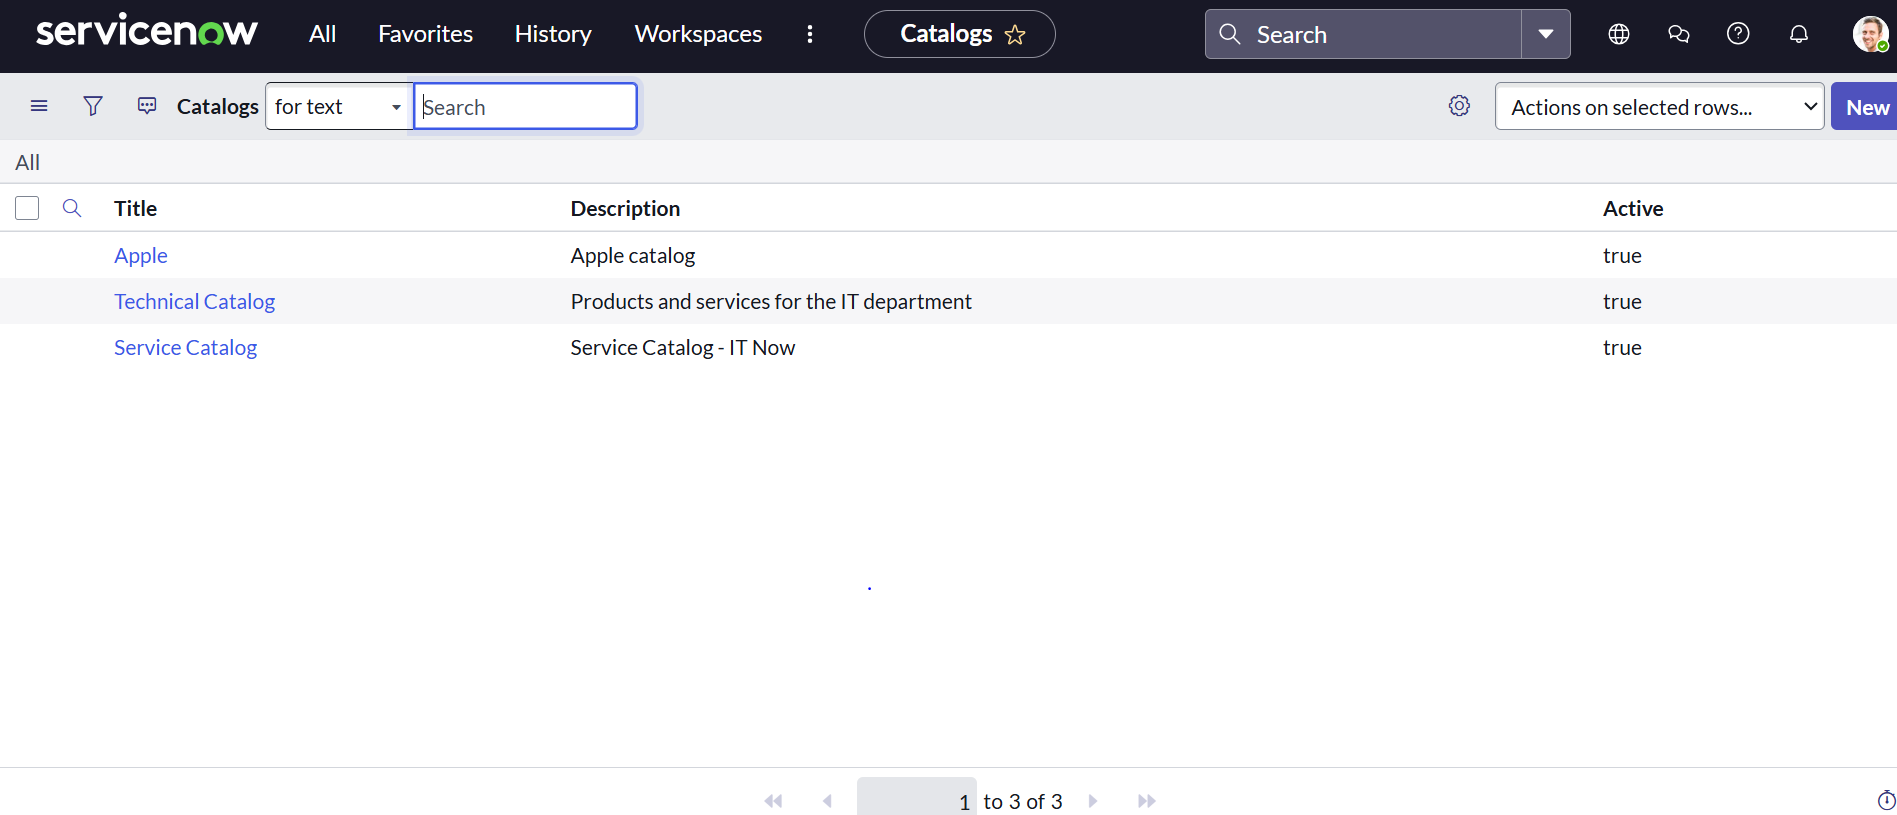 servicenow All Favorites History Workspaces Catalogs Search
Catalogs for text Search Actions on selected rows... New
All
Title Description Active
Apple Apple catalog true
Technical Catalog Products and services for the IT department true
Service Catalog Service Catalog - IT Now true
1 to 3 of 3